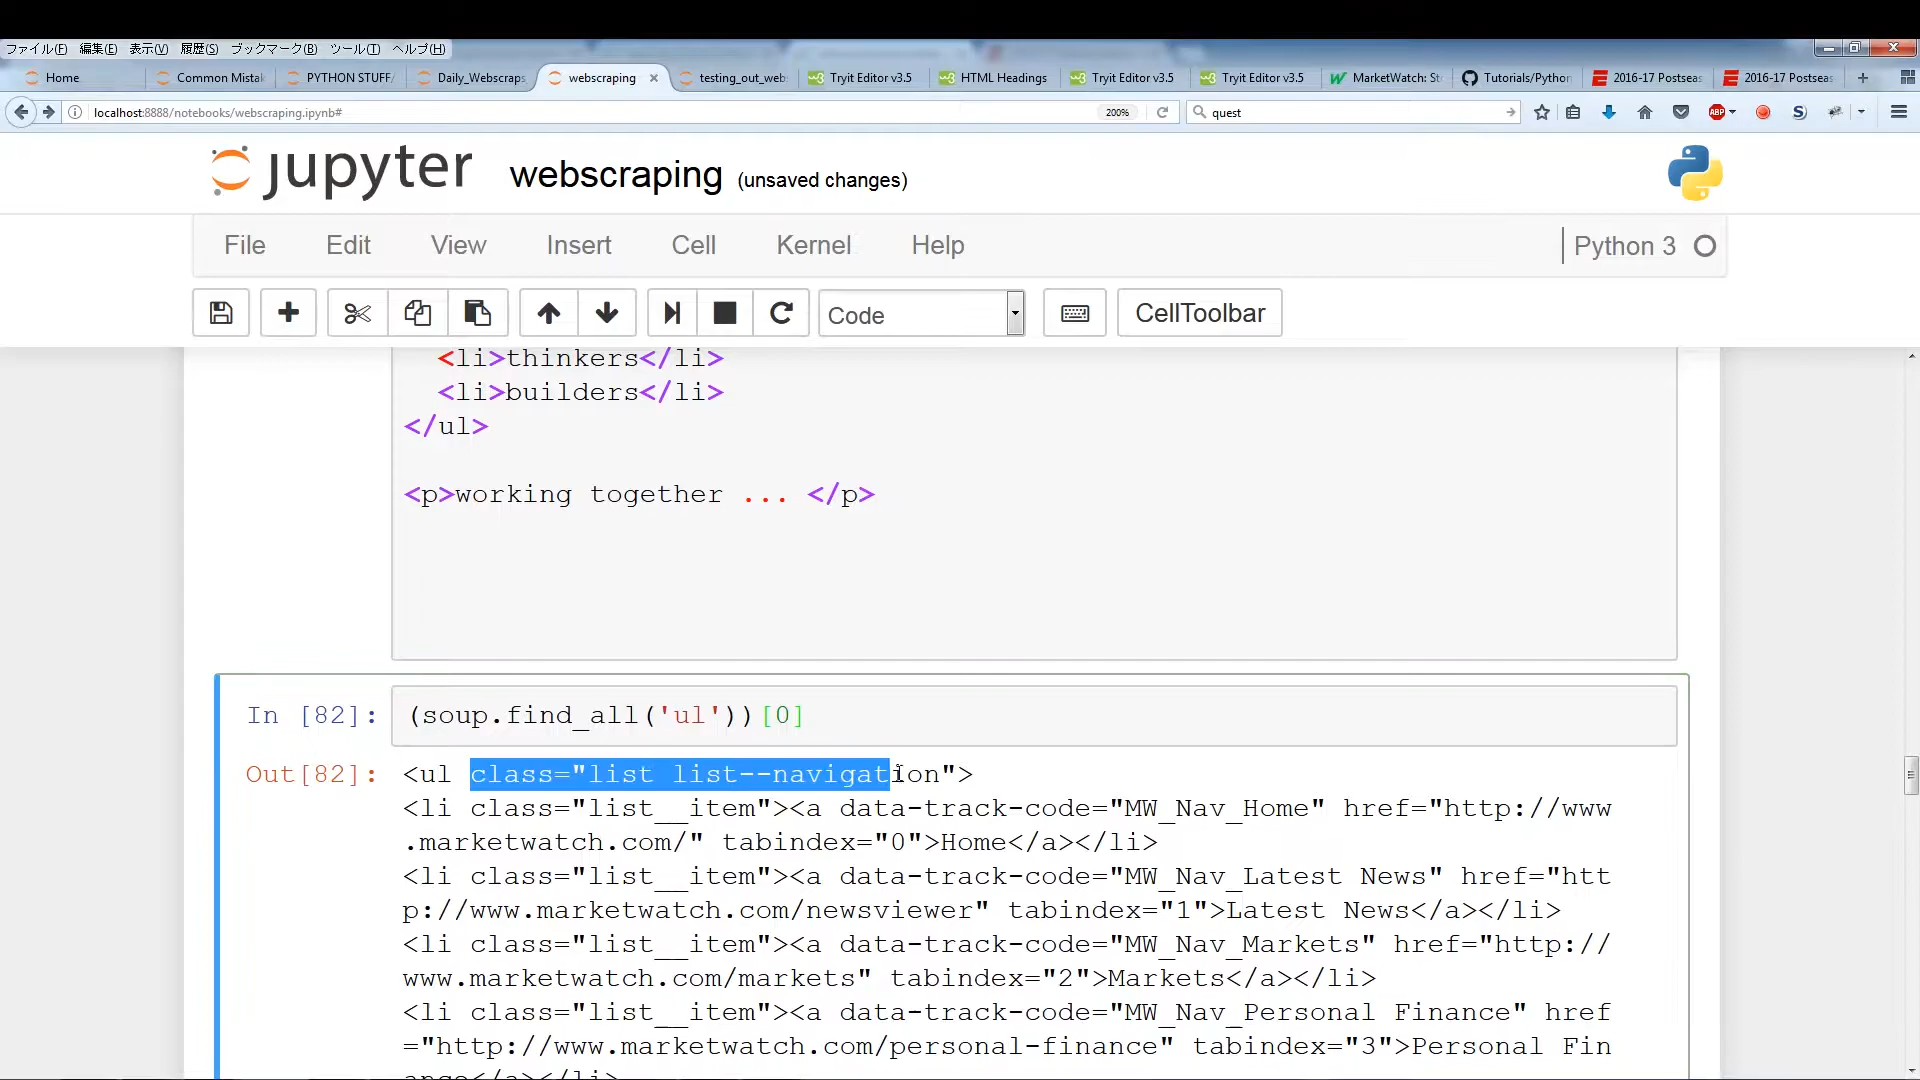 ファイル(F) 編集(E) 表示(V) 履歴(S) ブックマーク(B) ツール(T) ヘルプ(H)
Home Common Mistak PYTHON STUFF/ Daily_Webscraps webscraping × testing_out_web Tryit Editor v3.5 HTML Headings Tryit Editor v3.5 Tryit Editor v3.5 MarketWatch: St Tutorials/Python 2016-17 Postseas 2016-17 Postseas
localhost:8888/notebooks/webscraping.ipynb# 200% quest ABP S
jupyter webscraping (unsaved changes)
File Edit View Insert Cell Kernel Help Python 3
Code CellToolbar
<li>thinkers</li>
<li>builders</li>
</ul>
<p>working together ... </p>
In [82]: (soup.find_all('ul'))[0]
Out[82]: <ul class="list list--navigation">
<li class="list__item"><a data-track-code="MW_Nav_Home" href="http://www
.marketwatch.com/" tabindex="0">Home</a></li>
<li class="list__item"><a data-track-code="MW_Nav_Latest News" href="htt
p://www.marketwatch.com/newsviewer" tabindex="1">Latest News</a></li>
<li class="list__item"><a data-track-code="MW_Nav_Markets" href="http://
www.marketwatch.com/markets" tabindex="2">Markets</a></li>
<li class="list__item"><a data-track-code="MW_Nav_Personal Finance" href
="http://www.marketwatch.com/personal-finance" tabindex="3">Personal Fin
ance</a></li>